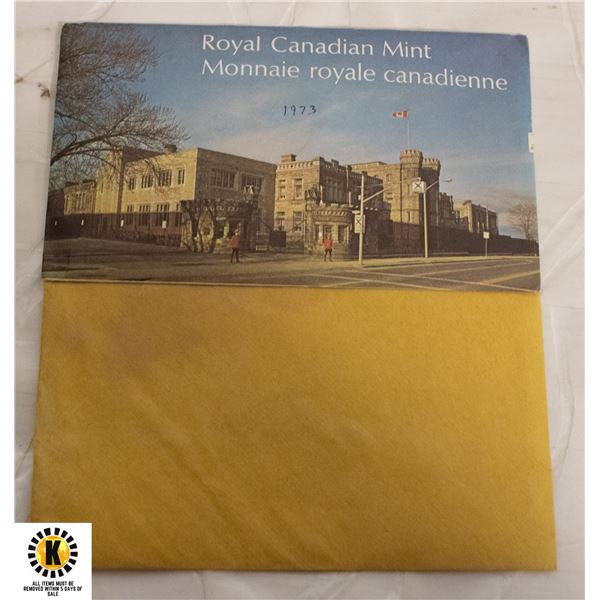 Royal Canadian Mint
Monnaie royale canadienne
1973
K
ALL ITEMS MUST BE
REMOVED WITHIN 5 DAYS OF
SALE